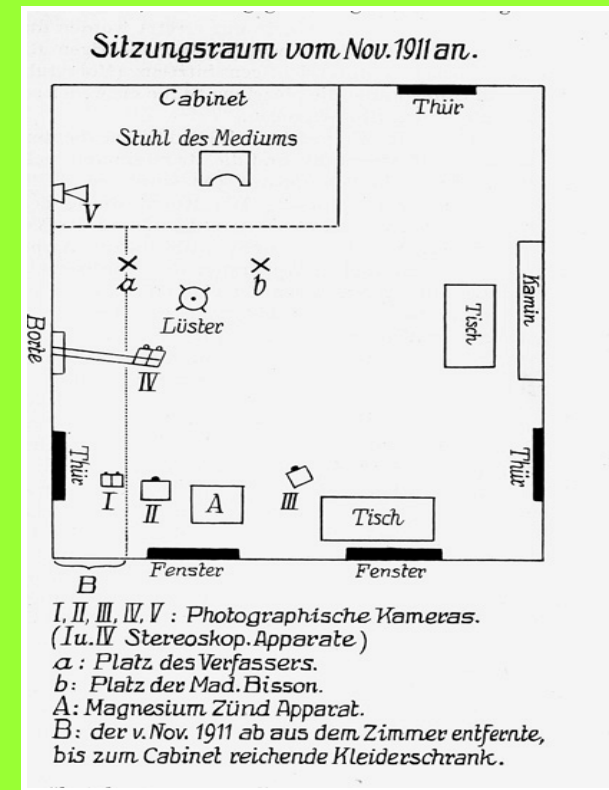 Sitzungsraum vom Nov. 1911 an.
Cabinet
Thür
Stuhl des Mediums
V
a
b
Lüster
Kamin
Tisch
Borte
IV
Thür
I
II
A
III
Tisch
Thür
Fenster
Fenster
B
I, II, III, IV, V : Photographische Kameras.
(I u. IV Stereoskop. Apparate)
a : Platz des Verfassers.
b: Platz der Mad. Bisson.
A: Magnesium Zünd Apparat.
B: der v. Nov. 1911 ab aus dem Zimmer entfernte,
bis zum Cabinet reichende Kleiderschrank.